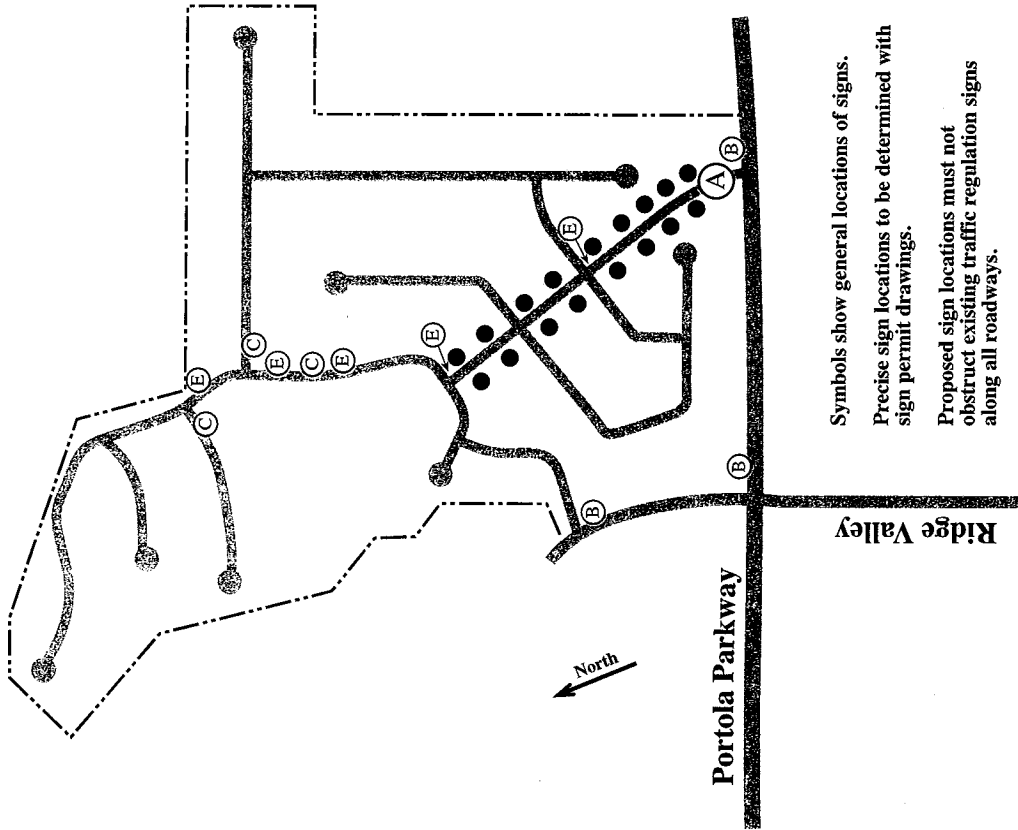 E
C
E
C
E
C
E
E
A
B
B
B
North
Portola Parkway
Ridge Valley
Symbols show general locations of signs.
Precise sign locations to be determined with
sign permit drawings.
Proposed sign locations must not
obstruct existing traffic regulation signs
along all roadways.